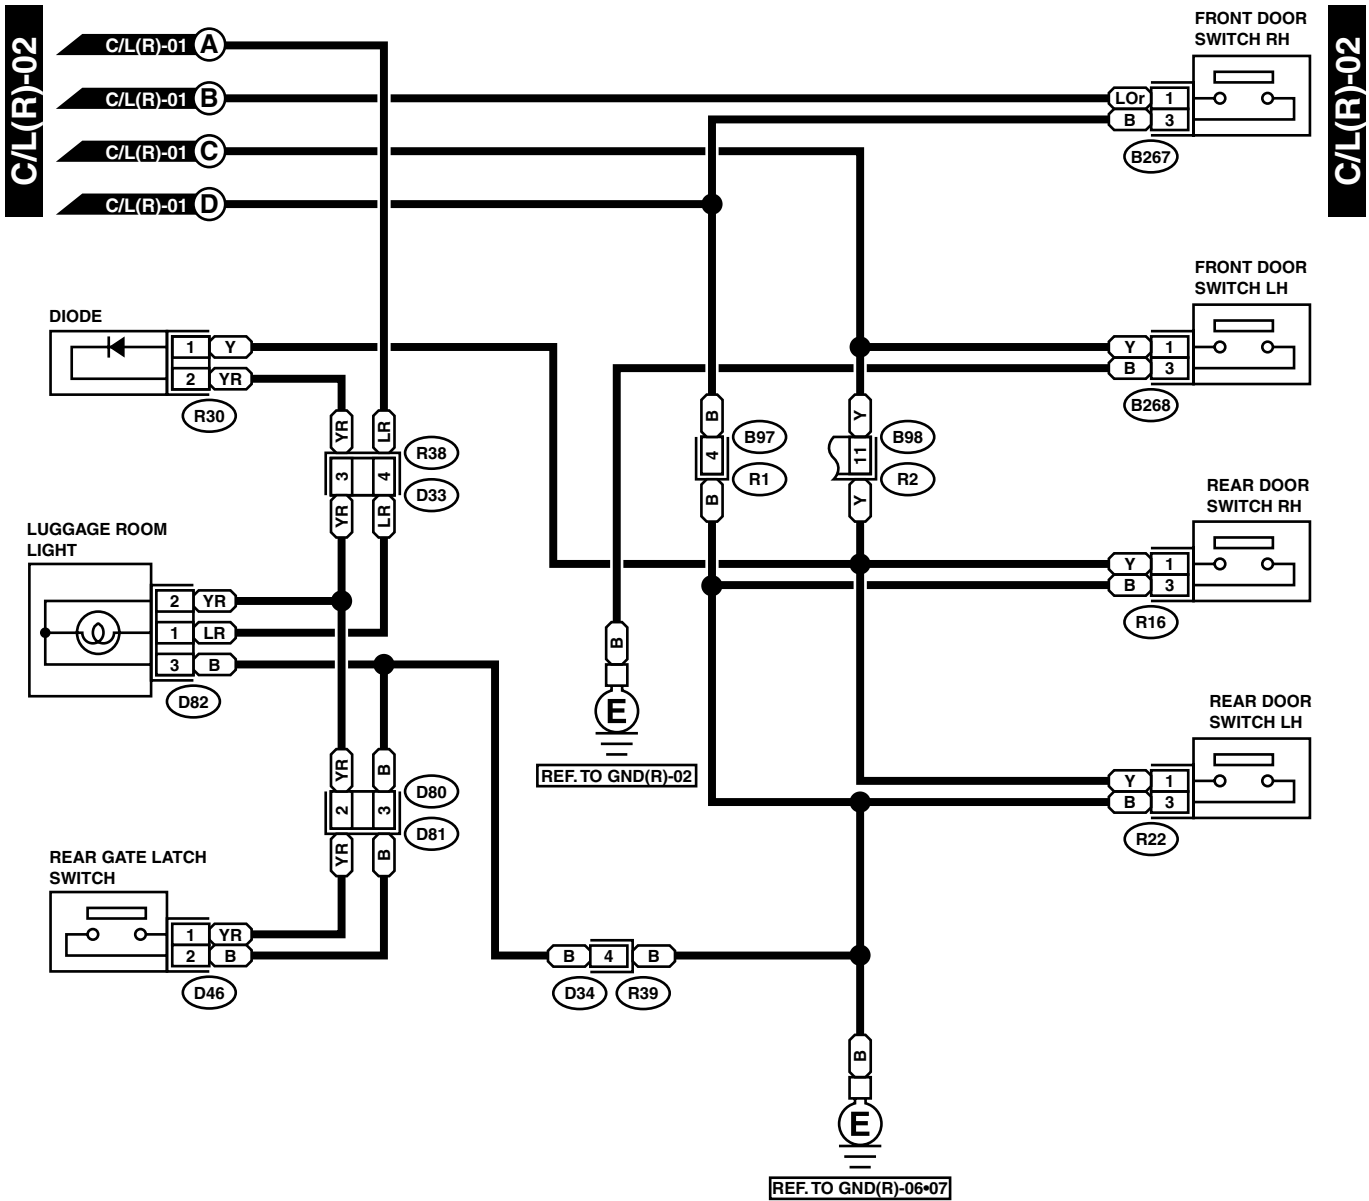 C/L(R)-02
C/L(R)-02
C/L(R)-01 A
C/L(R)-01 B
C/L(R)-01 C
C/L(R)-01 D
FRONT DOOR
SWITCH RH
LOr 1
B 3
B267
FRONT DOOR
SWITCH LH
Y 1
B 3
B268
DIODE
1 Y
2 YR
R30
YR LR
3 4
YR LR
R38
D33
B
4
B
B97
R1
Y
11
Y
B98
R2
REAR DOOR
SWITCH RH
Y 1
B 3
R16
LUGGAGE ROOM
LIGHT
2 YR
1 LR
3 B
D82
B
E
REF. TO GND(R)-02
REAR DOOR
SWITCH LH
Y 1
B 3
R22
YR B
2 3
YR B
D80
D81
REAR GATE LATCH
SWITCH
1 YR
2 B
D46
B 4 B
D34 R39
B
E
REF. TO GND(R)-06•07